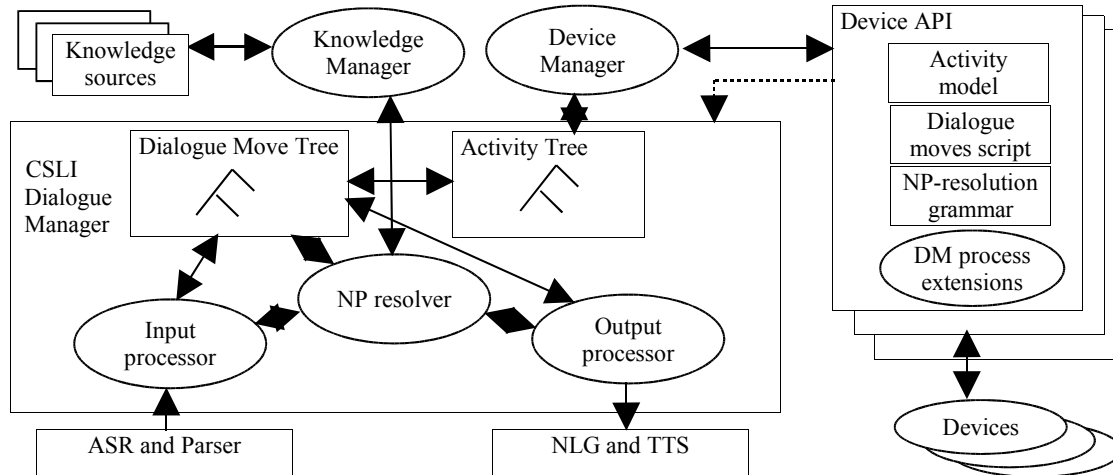 Knowledge
sources
Knowledge
Manager
Device
Manager
Device API
Activity
model
Dialogue
moves script
NP-resolution
grammar
DM process
extensions
CSLI
Dialogue
Manager
Dialogue Move Tree
Activity Tree
NP resolver
Input
processor
Output
processor
ASR and Parser
NLG and TTS
Devices